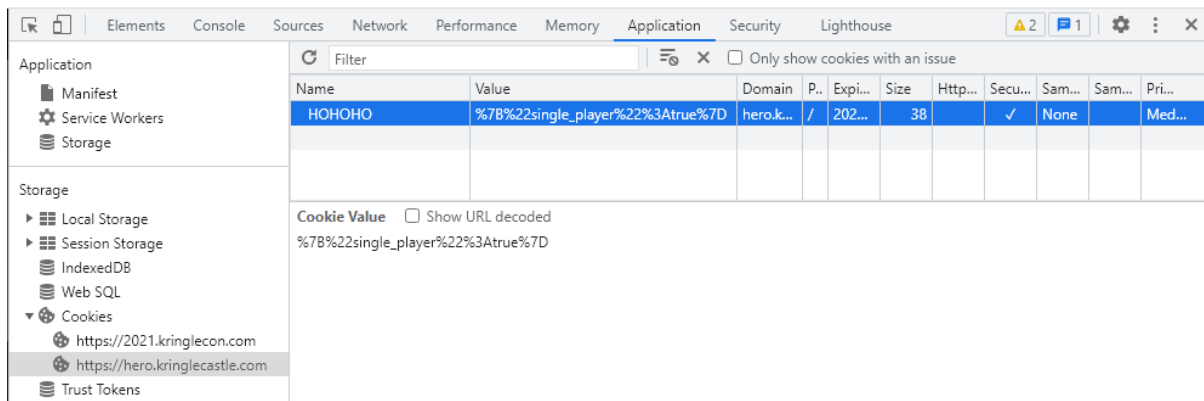 Elements Console Sources Network Performance Memory Application Security Lighthouse 2 1
Application
Manifest
Service Workers
Storage
Storage
Local Storage
Session Storage
IndexedDB
Web SQL
Cookies
https://2021.kringlecon.com
https://hero.kringlecastle.com
Trust Tokens
Filter Only show cookies with an issue
Name Value Domain P.. Expi... Size Http... Secu... Sam... Sam... Pri...
HOHOHO %7B%22single_player%22%3Atrue%7D hero.k... / 202... 38 ✓ None Med...
Cookie Value Show URL decoded
%7B%22single_player%22%3Atrue%7D